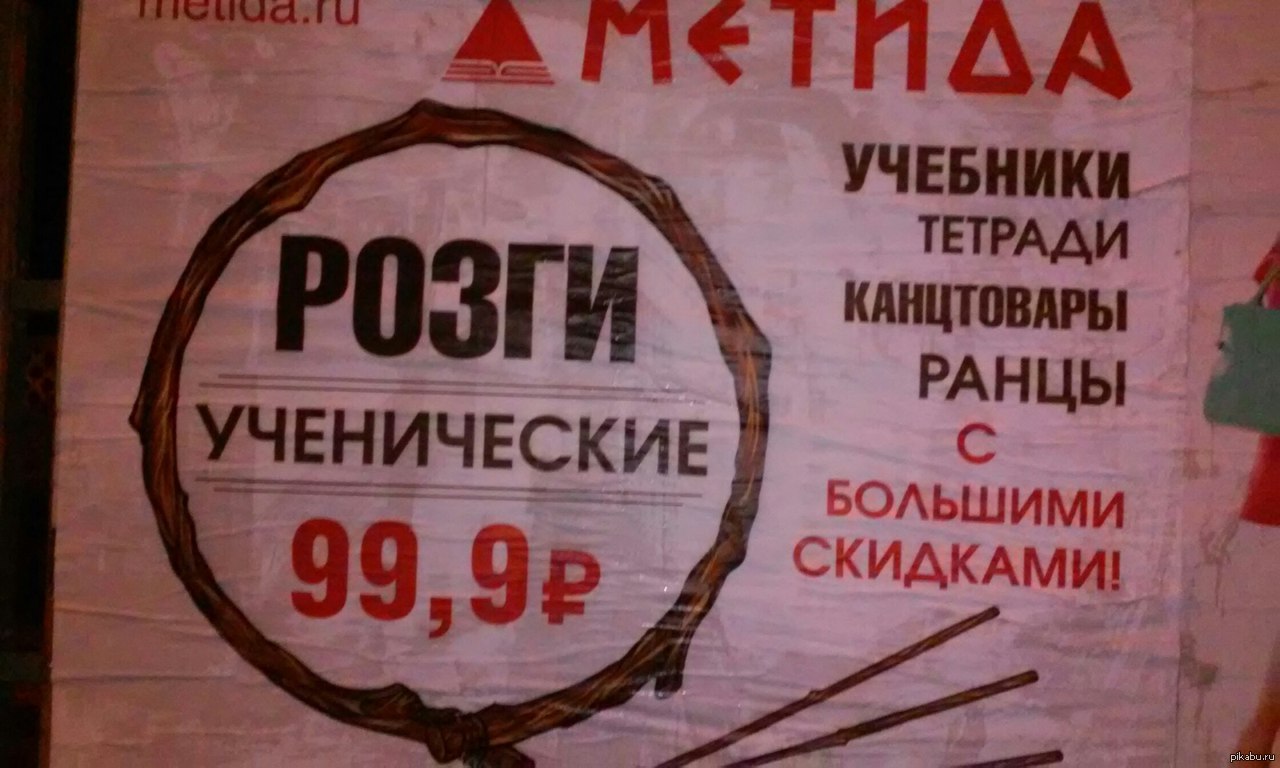 metida.ru
МЕТИДА
РОЗГИ
УЧЕНИЧЕСКИЕ
99,9₽
УЧЕБНИКИ
ТЕТРАДИ
КАНЦТОВАРЫ
РАНЦЫ
С
БОЛЬШИМИ
СКИДКАМИ!
pikabu.ru